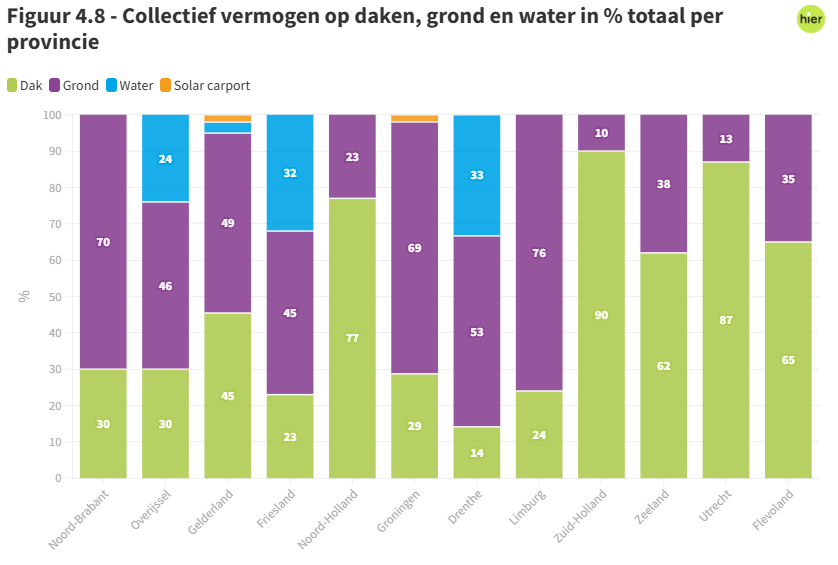 Figuur 4.8 - Collectief vermogen op daken, grond en water in % totaal per
provincie
hier
Dak Grond Water Solar carport
100
90
80
70
60
50
40
30
20
10
0
%
70 30
24 46 30
49 45
32 45 23
23 77
69 29
33 53 14
76 24
10 90
38 62
13 87
35 65
Noord-Brabant
Overijssel
Gelderland
Friesland
Noord-Holland
Groningen
Drenthe
Limburg
Zuid-Holland
Zeeland
Utrecht
Flevoland